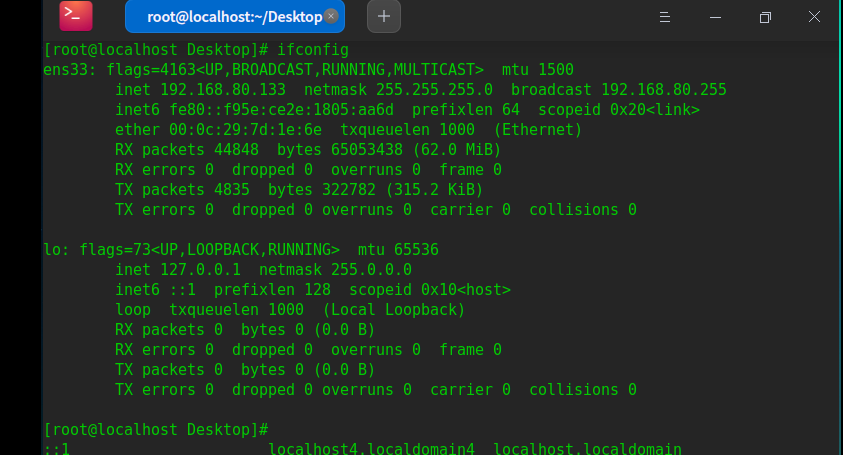 root@localhost:~/Desktop
[root@localhost Desktop]# ifconfig
ens33: flags=4163<UP,BROADCAST,RUNNING,MULTICAST>  mtu 1500
        inet 192.168.80.133  netmask 255.255.255.0  broadcast 192.168.80.255
        inet6 fe80::f95e:ce2e:1805:aa6d  prefixlen 64  scopeid 0x20<link>
        ether 00:0c:29:7d:1e:6e  txqueuelen 1000  (Ethernet)
        RX packets 44848  bytes 65053438 (62.0 MiB)
        RX errors 0  dropped 0  overruns 0  frame 0
        TX packets 4835  bytes 322782 (315.2 KiB)
        TX errors 0  dropped 0 overruns 0  carrier 0  collisions 0
lo: flags=73<UP,LOOPBACK,RUNNING>  mtu 65536
        inet 127.0.0.1  netmask 255.0.0.0
        inet6 ::1  prefixlen 128  scopeid 0x10<host>
        loop  txqueuelen 1000  (Local Loopback)
        RX packets 0  bytes 0 (0.0 B)
        RX errors 0  dropped 0  overruns 0  frame 0
        TX packets 0  bytes 0 (0.0 B)
        TX errors 0  dropped 0 overruns 0  carrier 0  collisions 0
[root@localhost Desktop]#
::1                      localhost4.localdomain4  localhost.localdomain